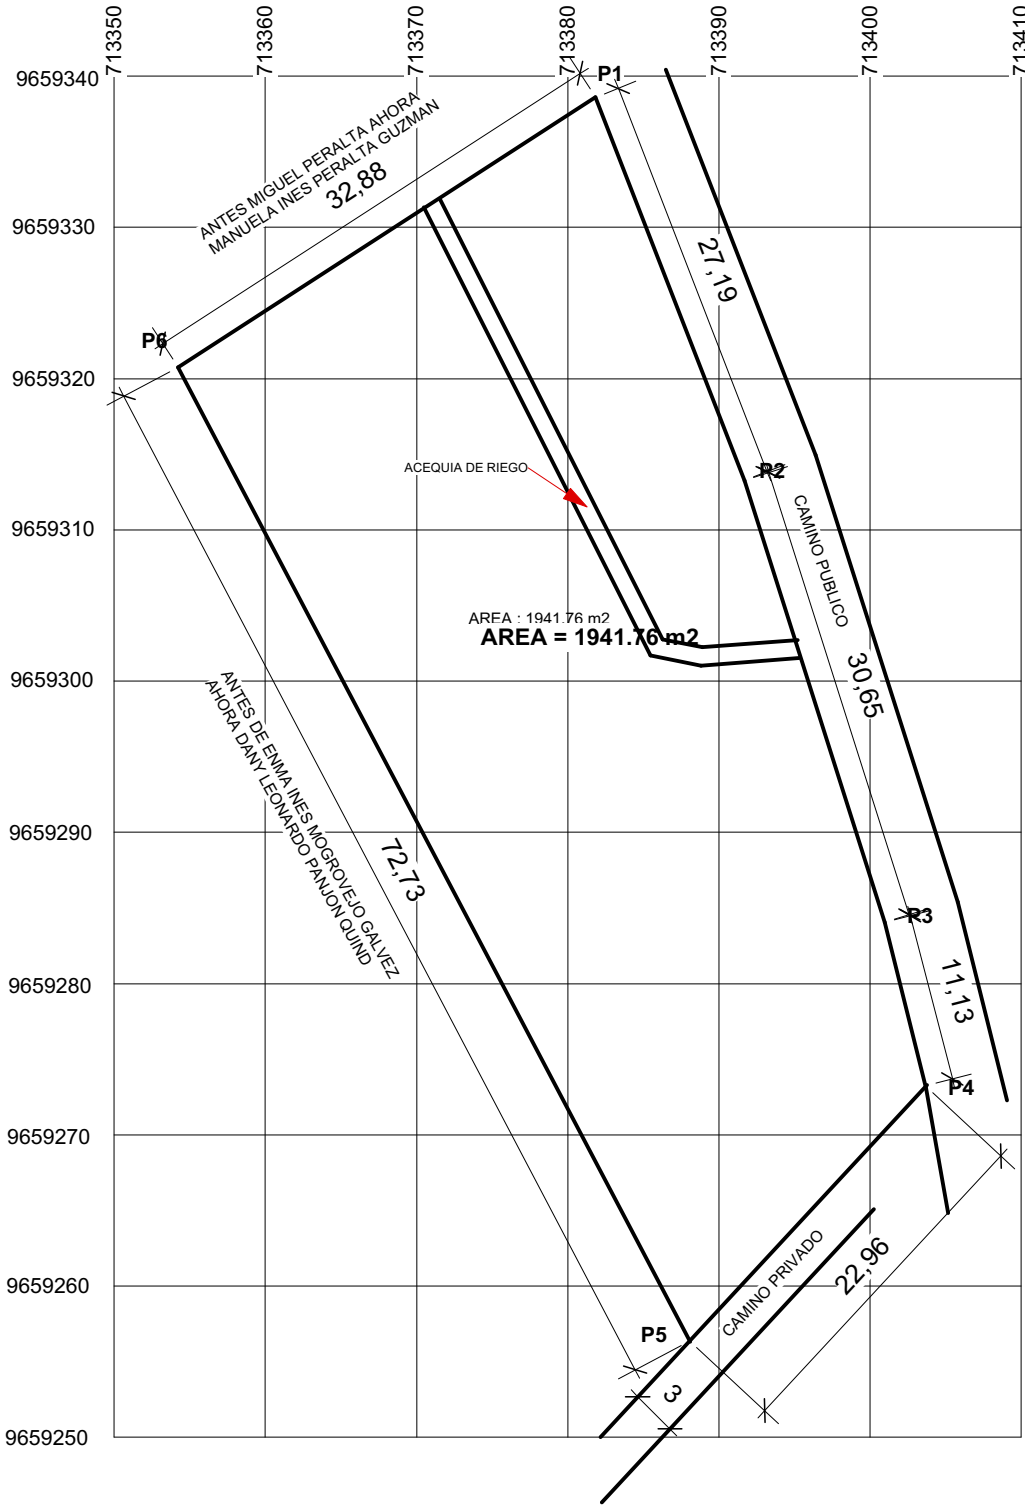 713350
713360
713370
713380
713390
713400
713410
9659340
P1
ANTES MIGUEL PERALTA AHORA
MANUELA INES PERALTA GUZMAN
32,88
9659330
27,19
P6
9659320
ACEQUIA DE RIEGO
P2
CAMINO PUBLICO
9659310
AREA : 1941.76 m2
AREA = 1941.76 m2
30,65
9659300
ANTES DE ENMA INES MOGROVEJO GALVEZ
AHORA DANY LEONARDO PANJON QUIND
9659290
72,73
P3
11,13
9659280
P4
9659270
CAMINO PRIVADO
22,96
9659260
P5
3
9659250